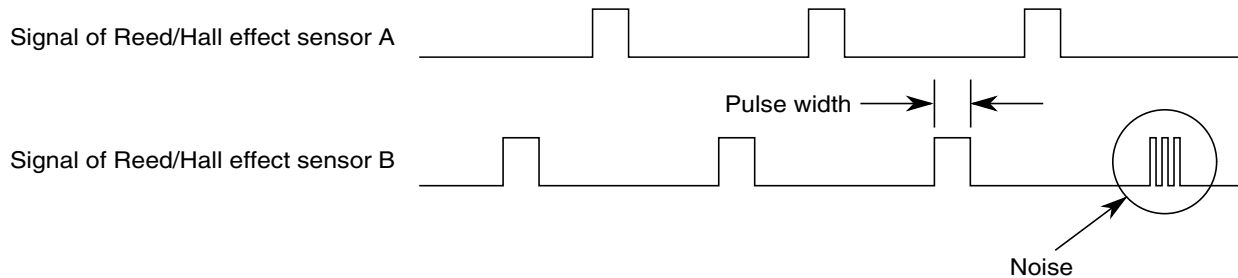 Signal of Reed/Hall effect sensor A
Pulse width
Signal of Reed/Hall effect sensor B
Noise